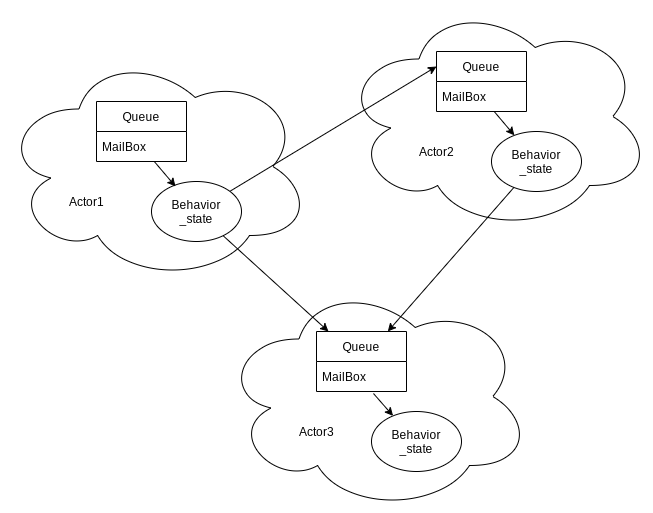 Queue
MailBox
Actor1
Behavior
_state
Queue
MailBox
Actor2
Behavior
_state
Queue
MailBox
Actor3
Behavior
_state